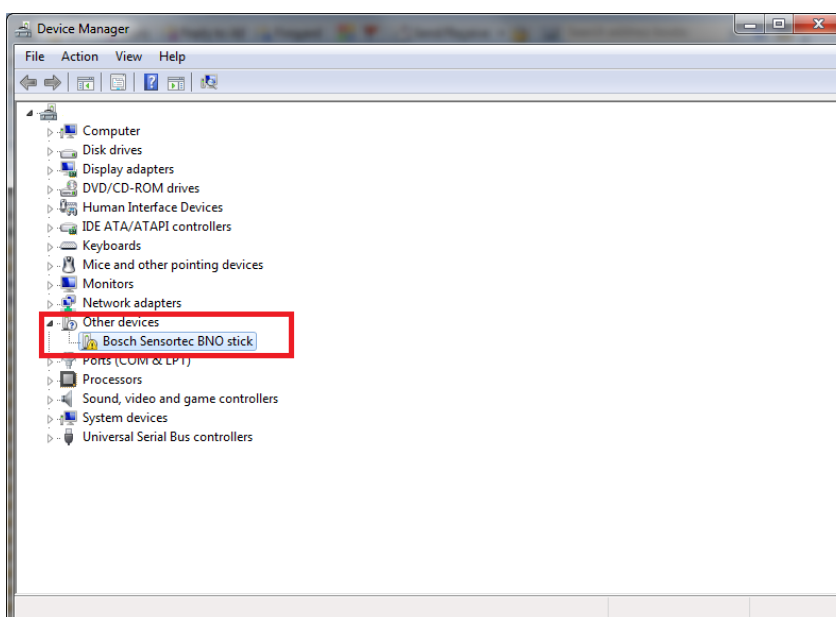 Device Manager
File Action View Help
Computer
Disk drives
Display adapters
DVD/CD-ROM drives
Human Interface Devices
IDE ATA/ATAPI controllers
Keyboards
Mice and other pointing devices
Monitors
Network adapters
Other devices
Bosch Sensortec BNO stick
Ports (COM & LPT)
Processors
Sound, video and game controllers
System devices
Universal Serial Bus controllers